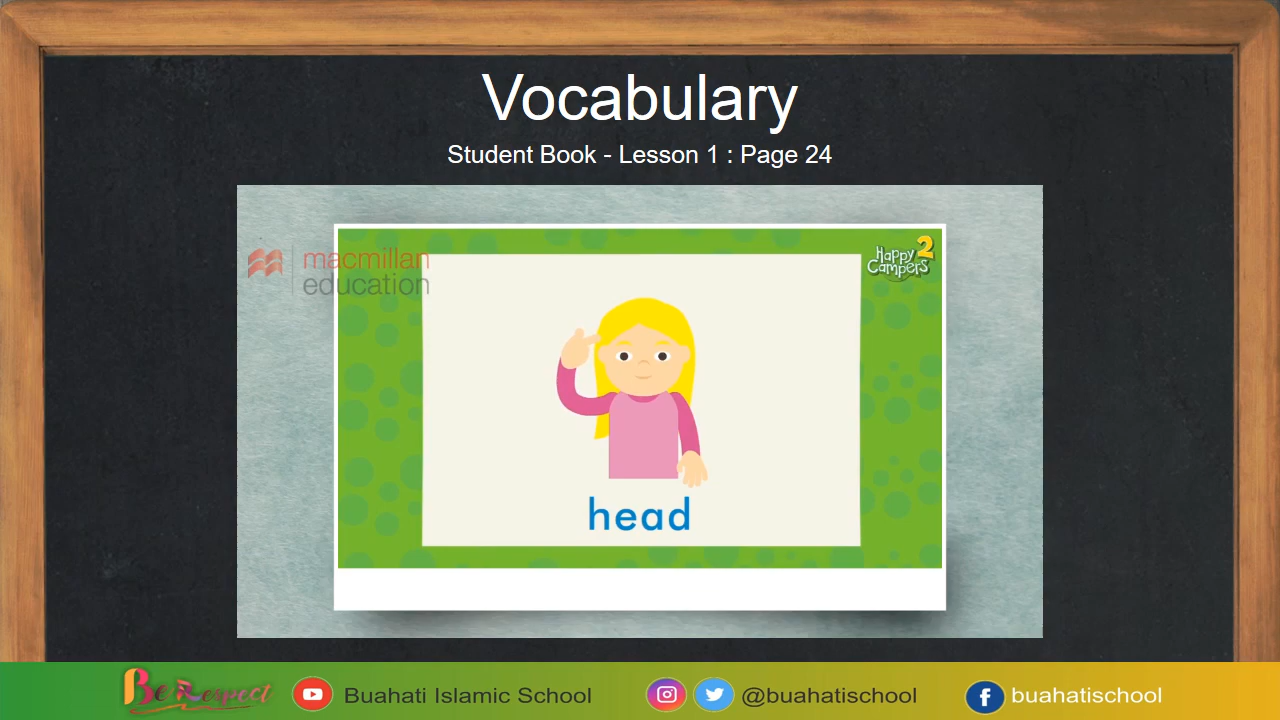 Vocabulary
Student Book - Lesson 1 : Page 24
macmillan
education
Happy
Campers 2
head
Be Respect
Buahati Islamic School
@buahatischool
buahatischool